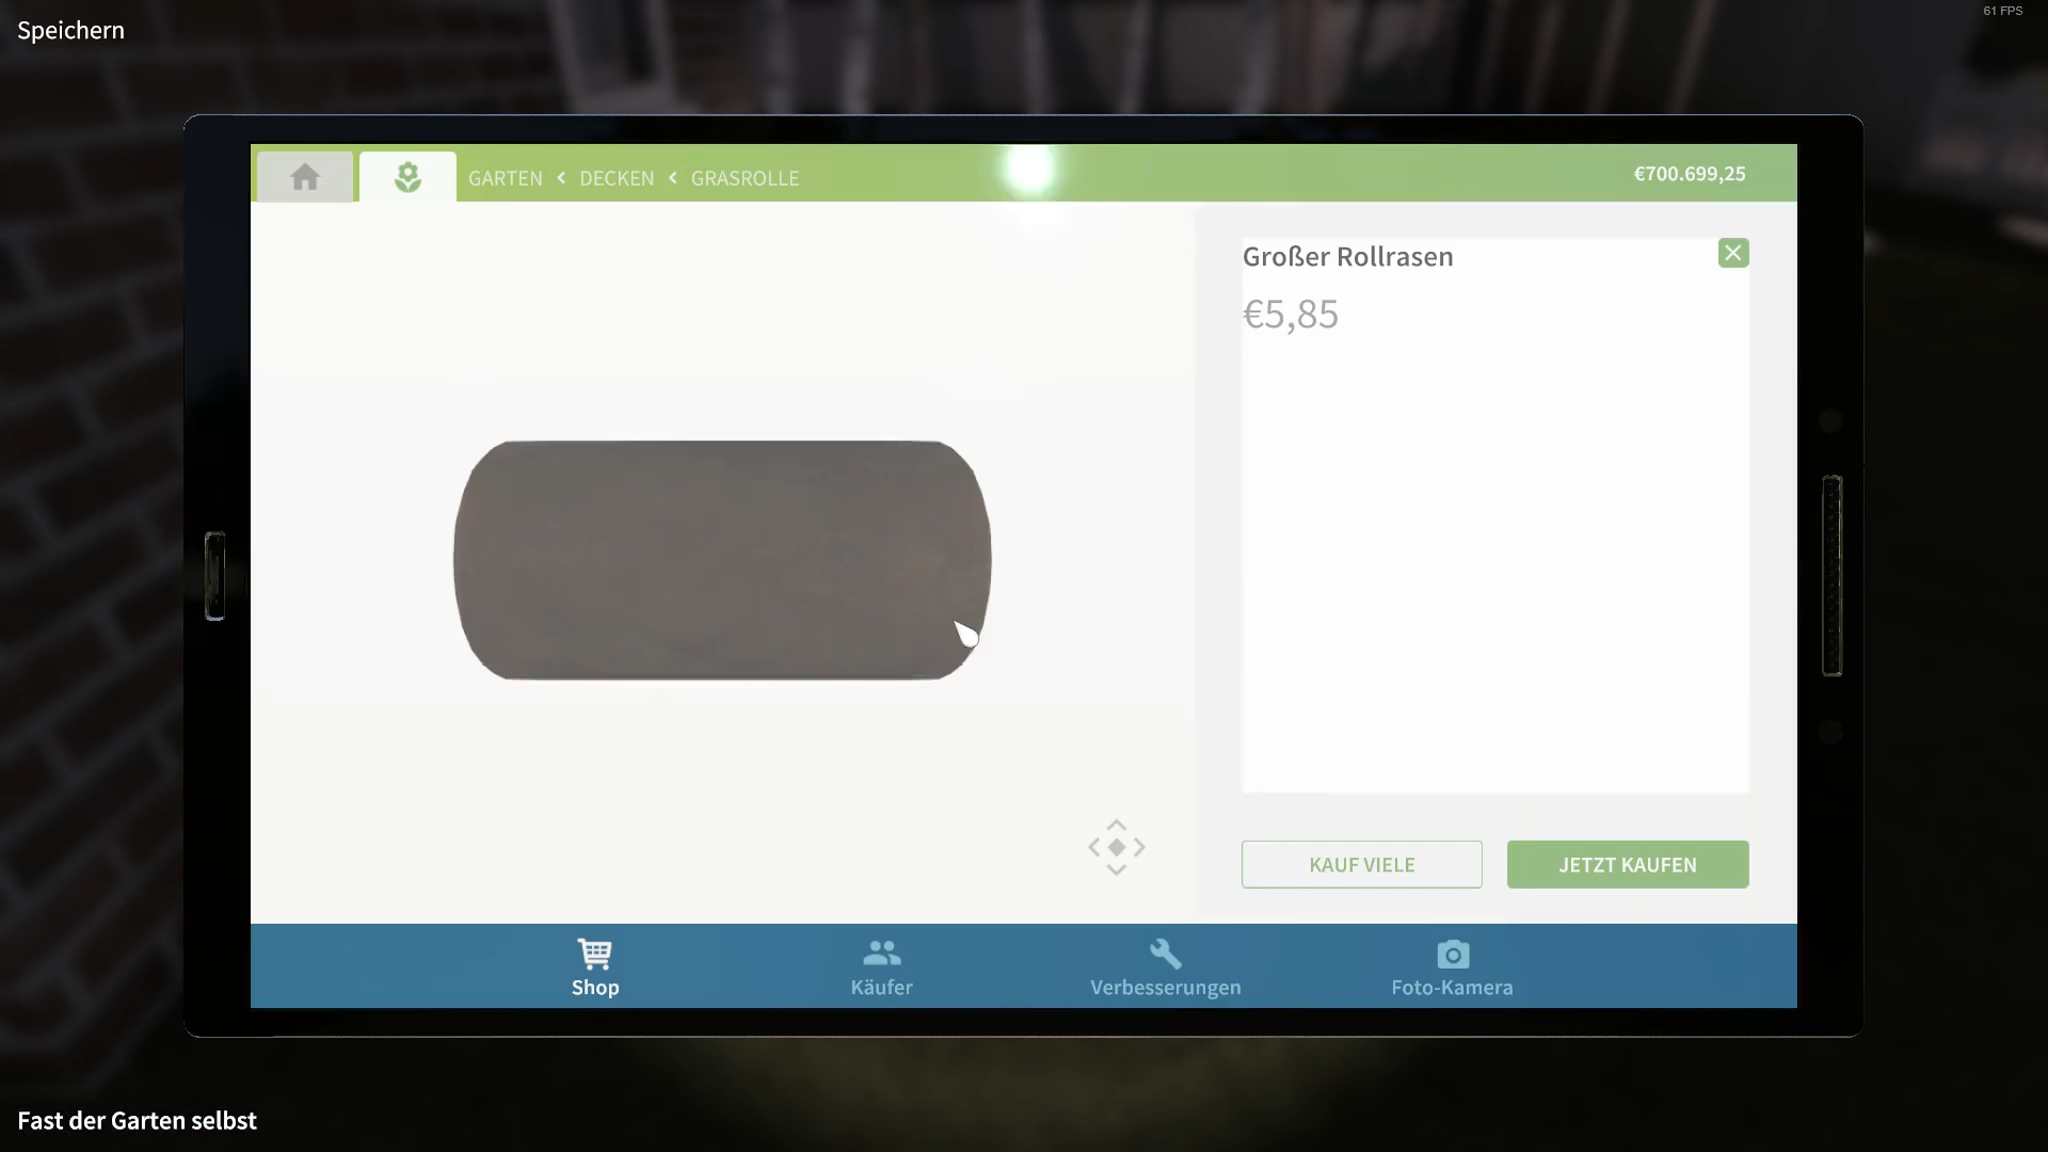 Speichern
61 FPS
GARTEN < DECKEN < GRASROLLE
€700.699,25
Großer Rollrasen
€5,85
KAUF VIELE
JETZT KAUFEN
Shop
Käufer
Verbesserungen
Foto-Kamera
Fast der Garten selbst